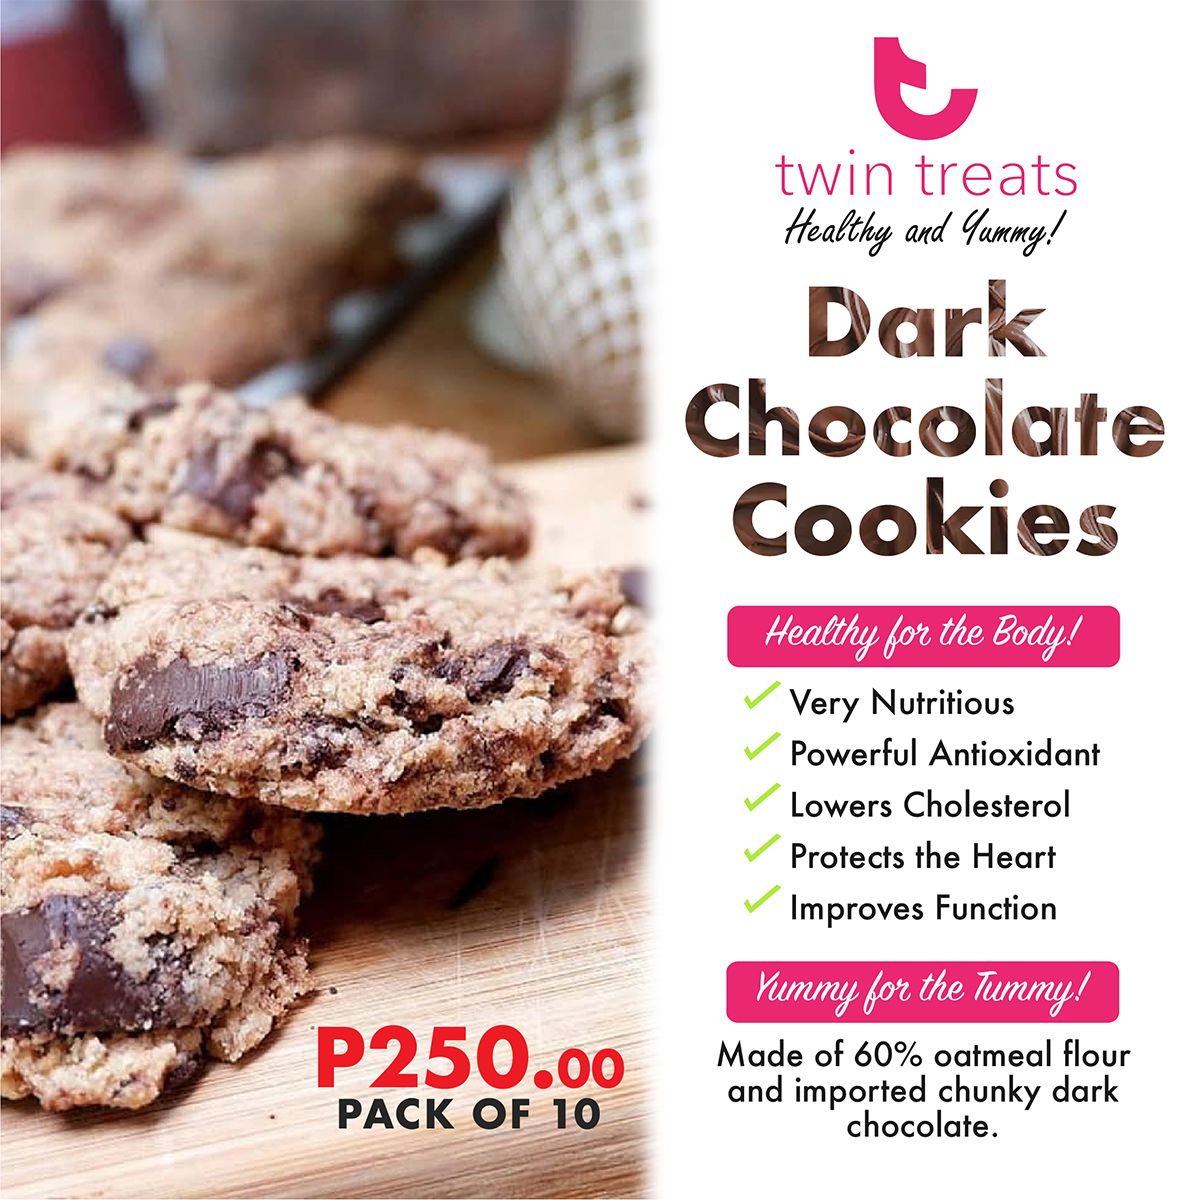 twin treats
Healthy and Yummy!
Dark
Chocolate
Cookies
Healthy for the Body!
Very Nutritious
Powerful Antioxidant
Lowers Cholesterol
Protects the Heart
Improves Function
Yummy for the Tummy!
Made of 60% oatmeal flour
and imported chunky dark
chocolate.
P250.00
PACK OF 10